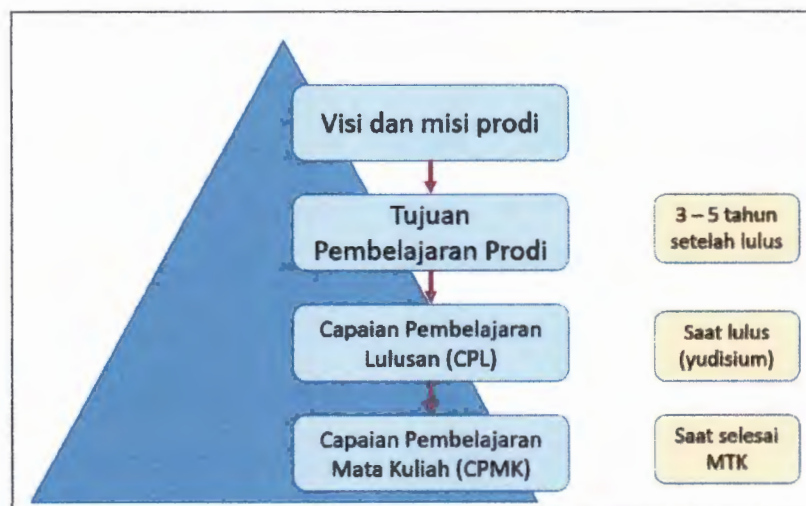 Visi dan misi prodi
Tujuan
Pembelajaran Prodi
3 – 5 tahun
setelah lulus
Capaian Pembelajaran
Lulusan (CPL)
Saat lulus
(yudisium)
Capaian Pembelajaran
Mata Kuliah (CPMK)
Saat selesai
MTK